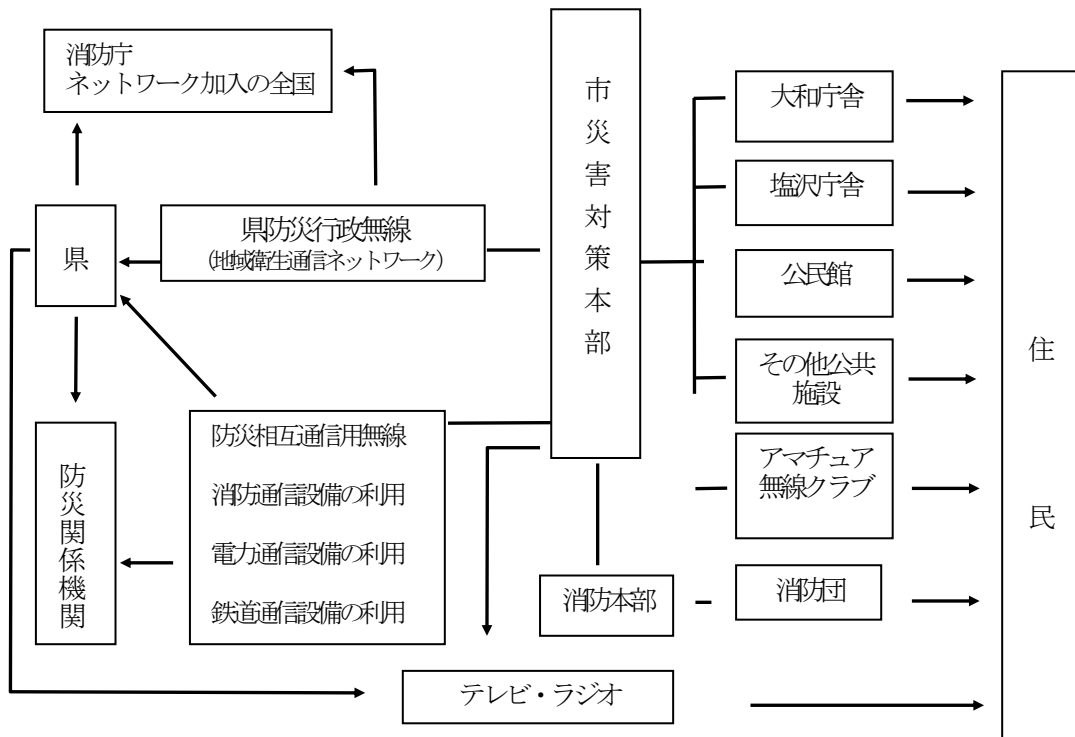 消防庁
ネットワーク加入の全国
県
県防災行政無線
(地域衛生通信ネットワーク)
防災関係機関
防災相互通信用無線
消防通信設備の利用
電力通信設備の利用
鉄道通信設備の利用
市災害対策本部
消防本部
テレビ・ラジオ
大和庁舎
塩沢庁舎
公民館
その他公共
施設
アマチュア
無線クラブ
消防団
住民